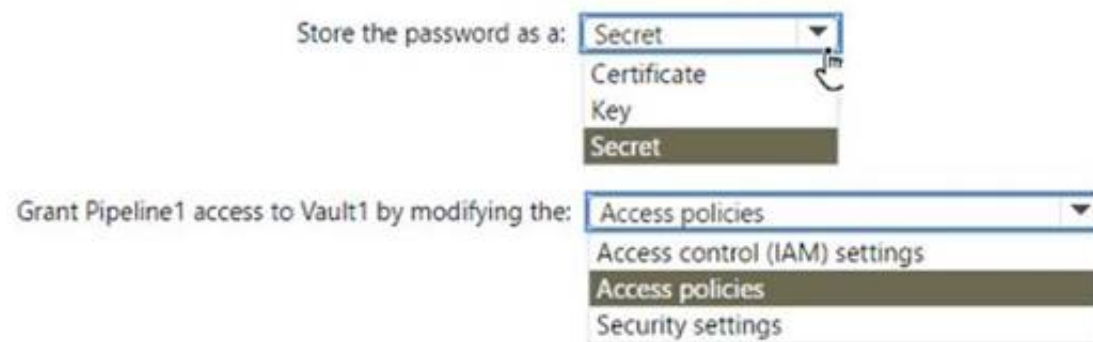 Store the password as a: Secret
Certificate
Key
Secret
Grant Pipeline1 access to Vault1 by modifying the: Access policies
Access control (IAM) settings
Access policies
Security settings